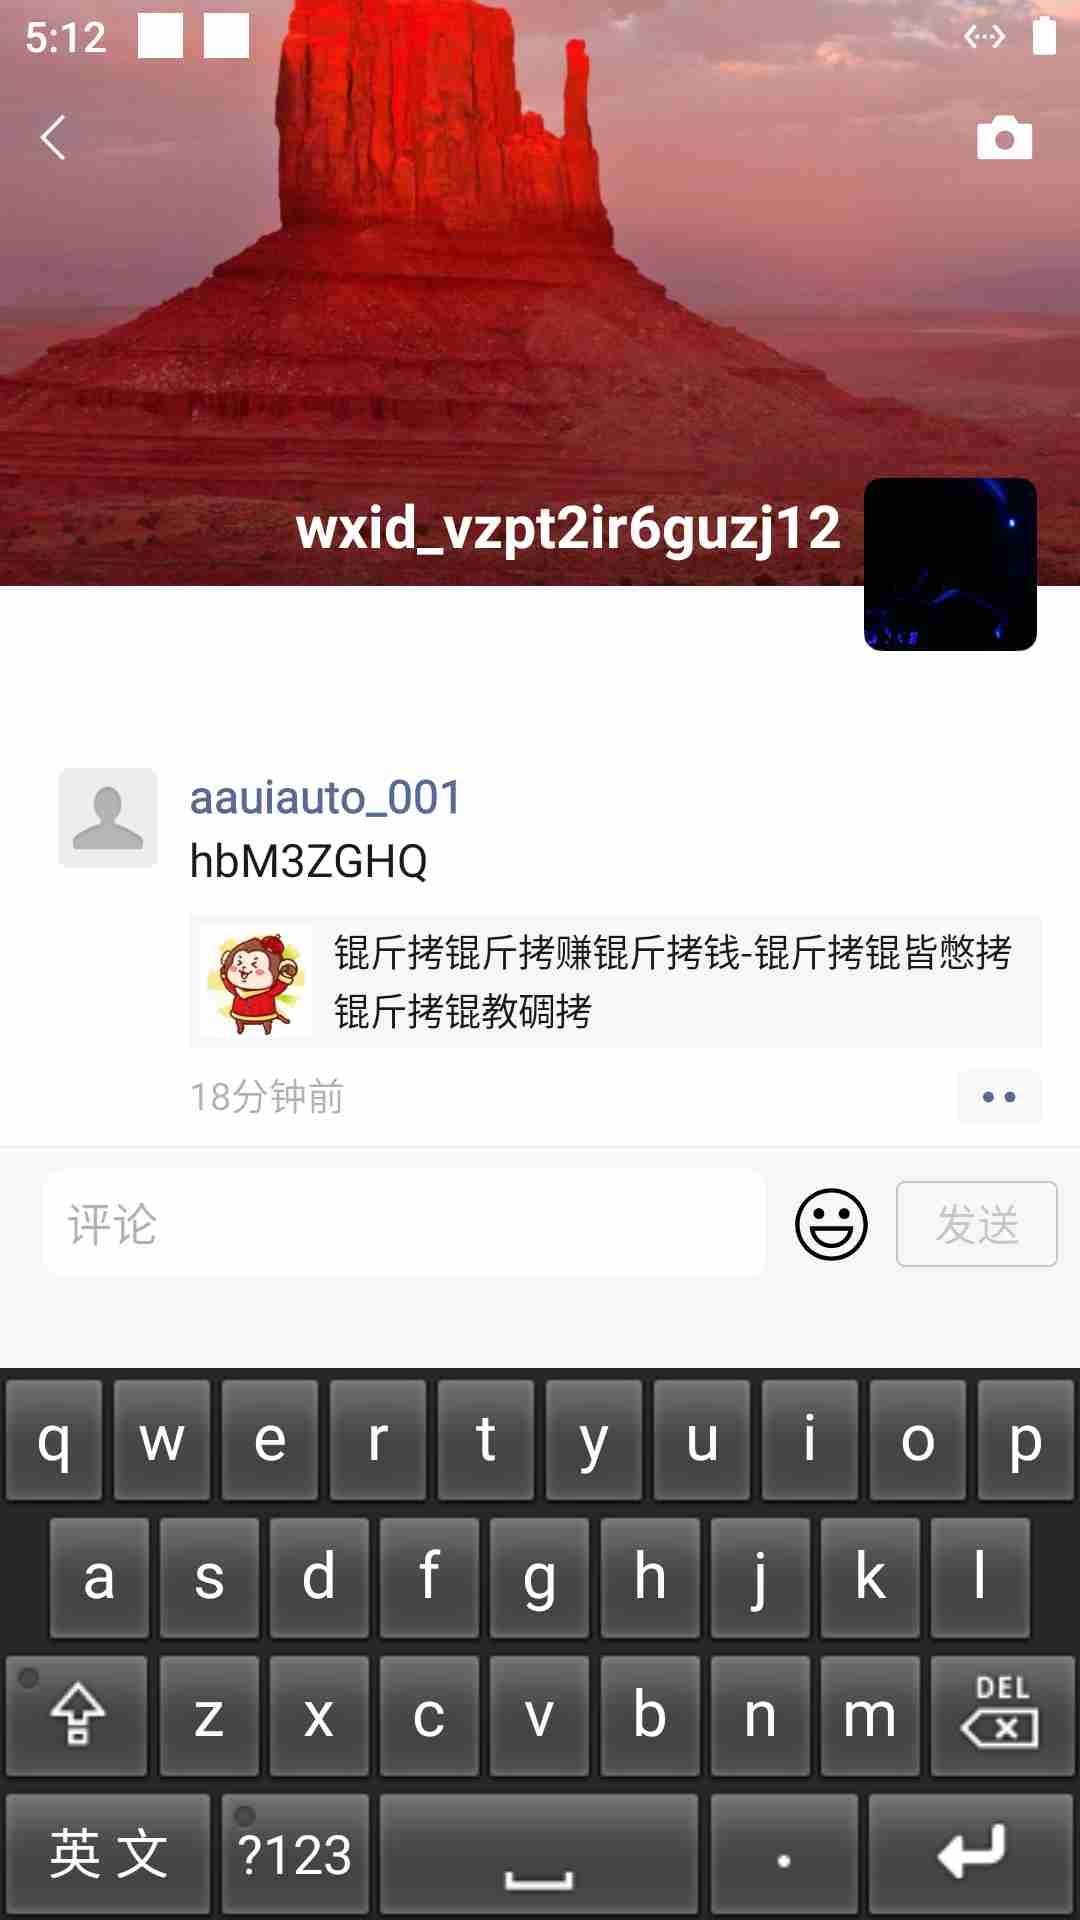 5:12
wxid_vzpt2ir6guzj12
aauiauto_001
hbM3ZGHQ
锟斤拷锟斤拷赚锟斤拷钱-锟斤拷锟皆憋拷
锟斤拷锟教碉拷
18分钟前
评论
发送
q w e r t y u i o p
a s d f g h j k l
DEL
z x c v b n m
英文 ?123 .